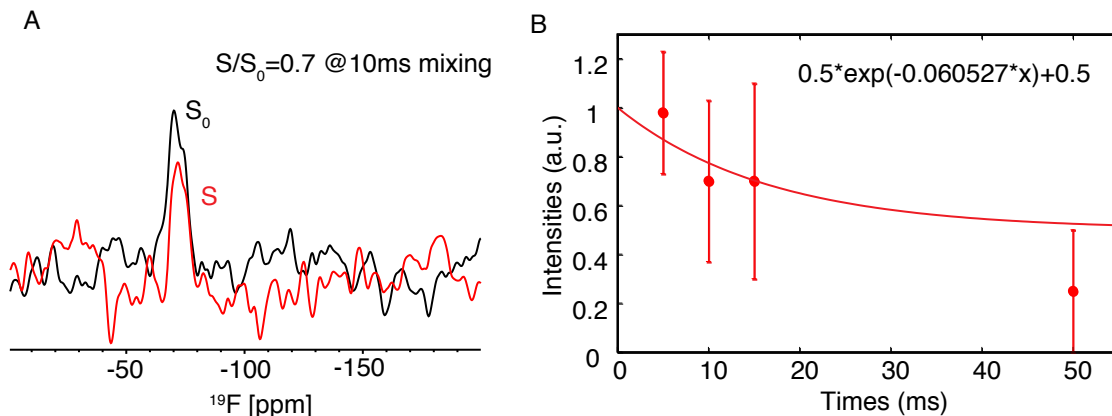 A
S/S₀=0.7 @10ms mixing
S₀
S
-50
-100
-150
¹⁹F [ppm]
B
0.5*exp(-0.060527*x)+0.5
Intensities (a.u.)
1.2
1
0.8
0.6
0.4
0.2
0
0
10
20
30
40
50
Times (ms)